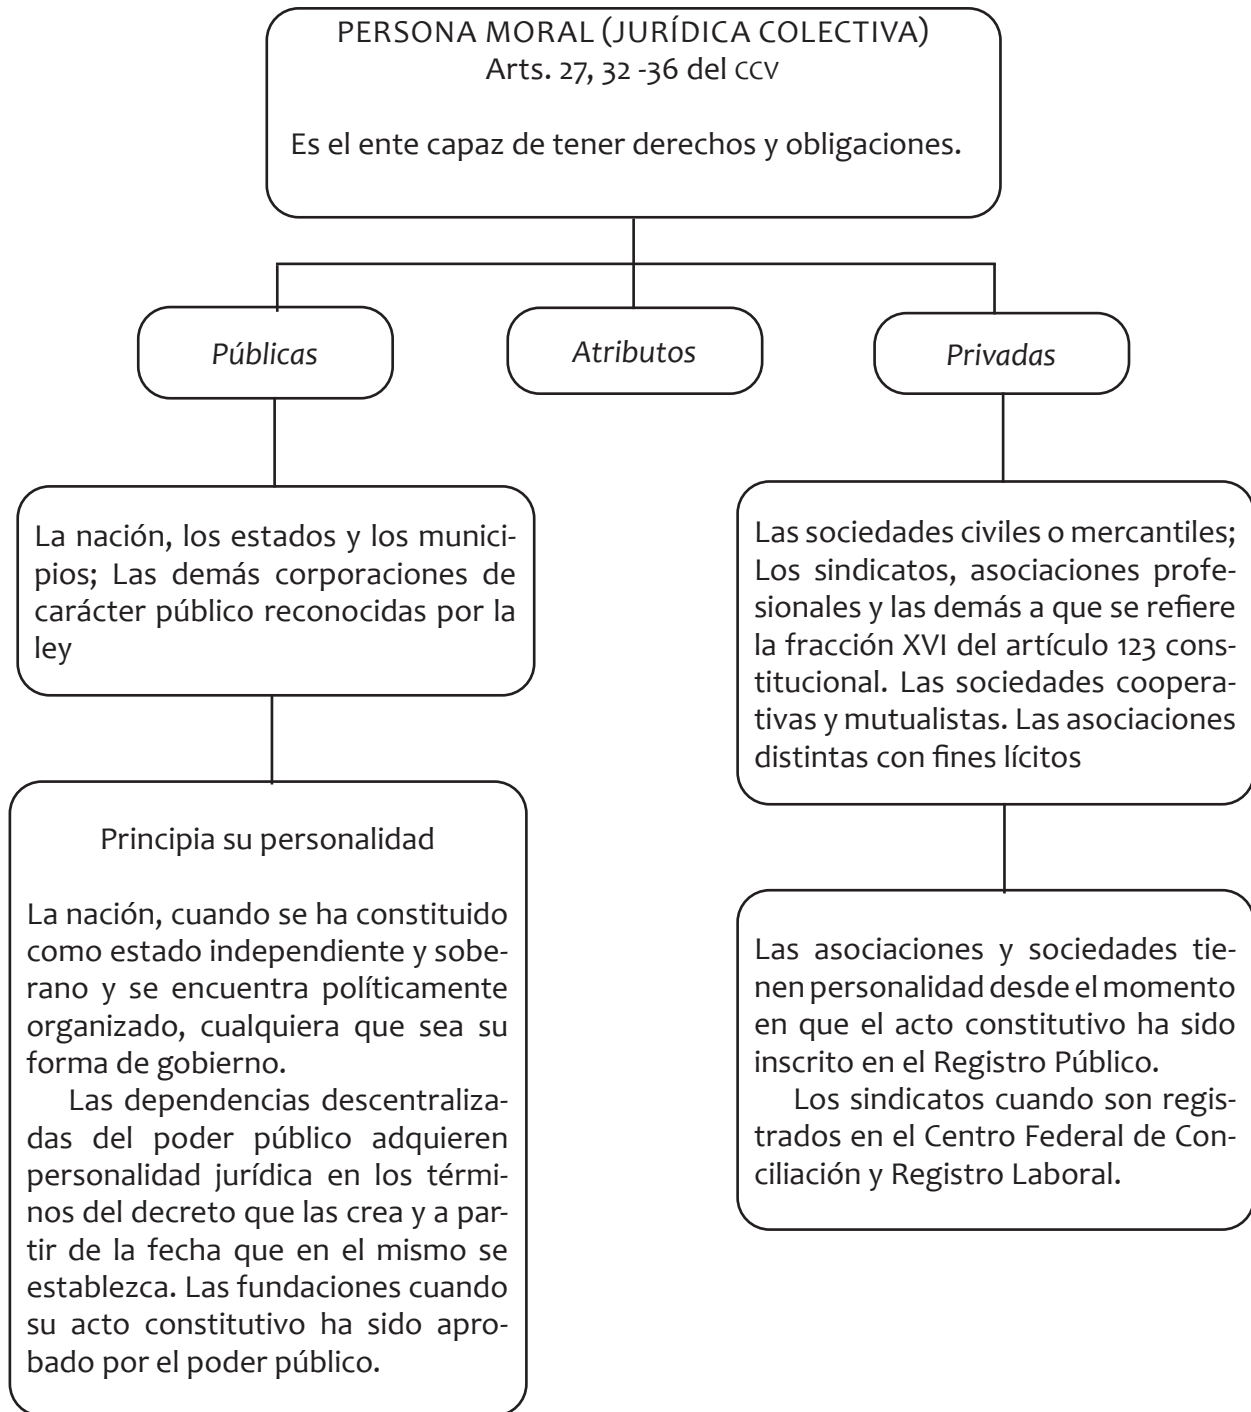 PERSONA MORAL (JURÍDICA COLECTIVA)
Arts. 27, 32 -36 del CCV
Es el ente capaz de tener derechos y obligaciones.
Públicas
Atributos
Privadas
La nación, los estados y los munici-
pios; Las demás corporaciones de
carácter público reconocidas por la
ley
Las sociedades civiles o mercantiles;
Los sindicatos, asociaciones profe-
sionales y las demás a que se refiere
la fracción XVI del artículo 123 cons-
titucional. Las sociedades coopera-
tivas y mutualistas. Las asociaciones
distintas con fines lícitos
Principia su personalidad
La nación, cuando se ha constituido
como estado independiente y sobe-
rano y se encuentra políticamente
organizado, cualquiera que sea su
forma de gobierno.
Las dependencias descentraliza-
das del poder público adquieren
personalidad jurídica en los térmi-
nos del decreto que las crea y a par-
tir de la fecha que en el mismo se
establezca. Las fundaciones cuando
su acto constitutivo ha sido apro-
bado por el poder público.
Las asociaciones y sociedades tie-
nen personalidad desde el momento
en que el acto constitutivo ha sido
inscrito en el Registro Público.
Los sindicatos cuando son regis-
trados en el Centro Federal de Con-
ciliación y Registro Laboral.